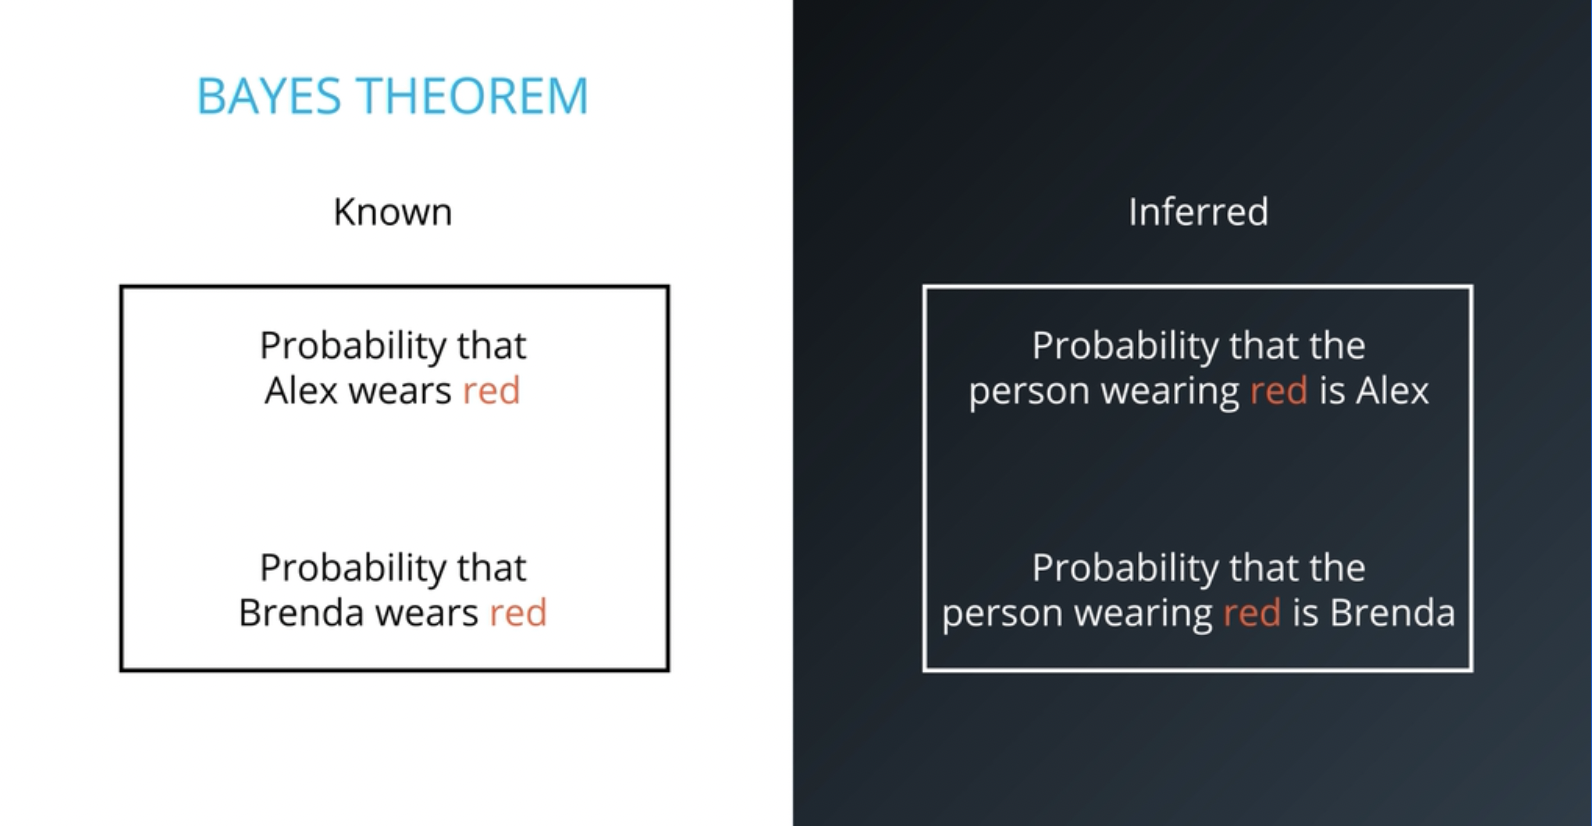 BAYES THEOREM
Known
Probability that
Alex wears red
Probability that
Brenda wears red
Inferred
Probability that the
person wearing red is Alex
Probability that the
person wearing red is Brenda